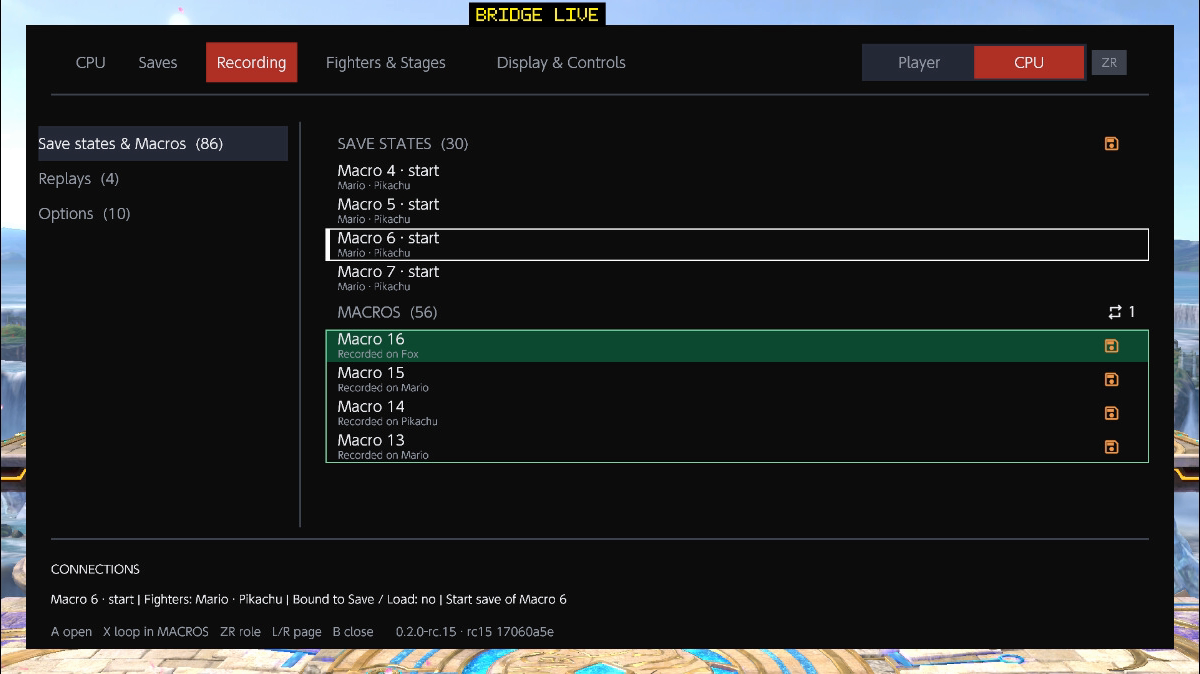 BRIDGE LIVE
CPU Saves Recording Fighters & Stages Display & Controls Player CPU ZR
Save states & Macros (86)
Replays (4)
Options (10)
SAVE STATES (30)
Macro 4 · start
Mario · Pikachu
Macro 5 · start
Mario · Pikachu
Macro 6 · start
Mario · Pikachu
Macro 7 · start
Mario · Pikachu
MACROS (56) 1
Macro 16
Recorded on Fox
Macro 15
Recorded on Mario
Macro 14
Recorded on Pikachu
Macro 13
Recorded on Mario
CONNECTIONS
Macro 6 · start | Fighters: Mario · Pikachu | Bound to Save / Load: no | Start save of Macro 6
A open X loop in MACROS ZR role L/R page B close 0.2.0-rc.15 · rc15 17060a5e